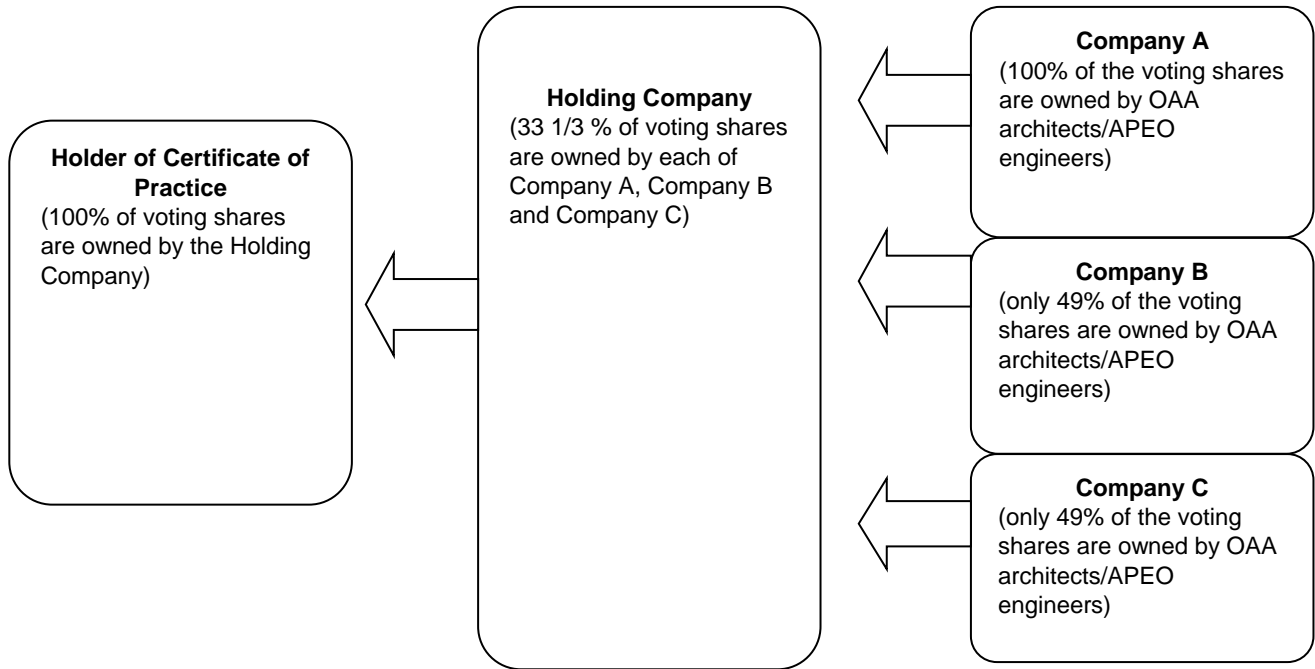 Holder of Certificate of
Practice
(100% of voting shares
are owned by the Holding
Company)
Holding Company
(33 1/3 % of voting shares
are owned by each of
Company A, Company B
and Company C)
Company A
(100% of the voting shares
are owned by OAA
architects/APEO
engineers)
Company B
(only 49% of the voting
shares are owned by OAA
architects/APEO
engineers)
Company C
(only 49% of the voting
shares are owned by OAA
architects/APEO
engineers)